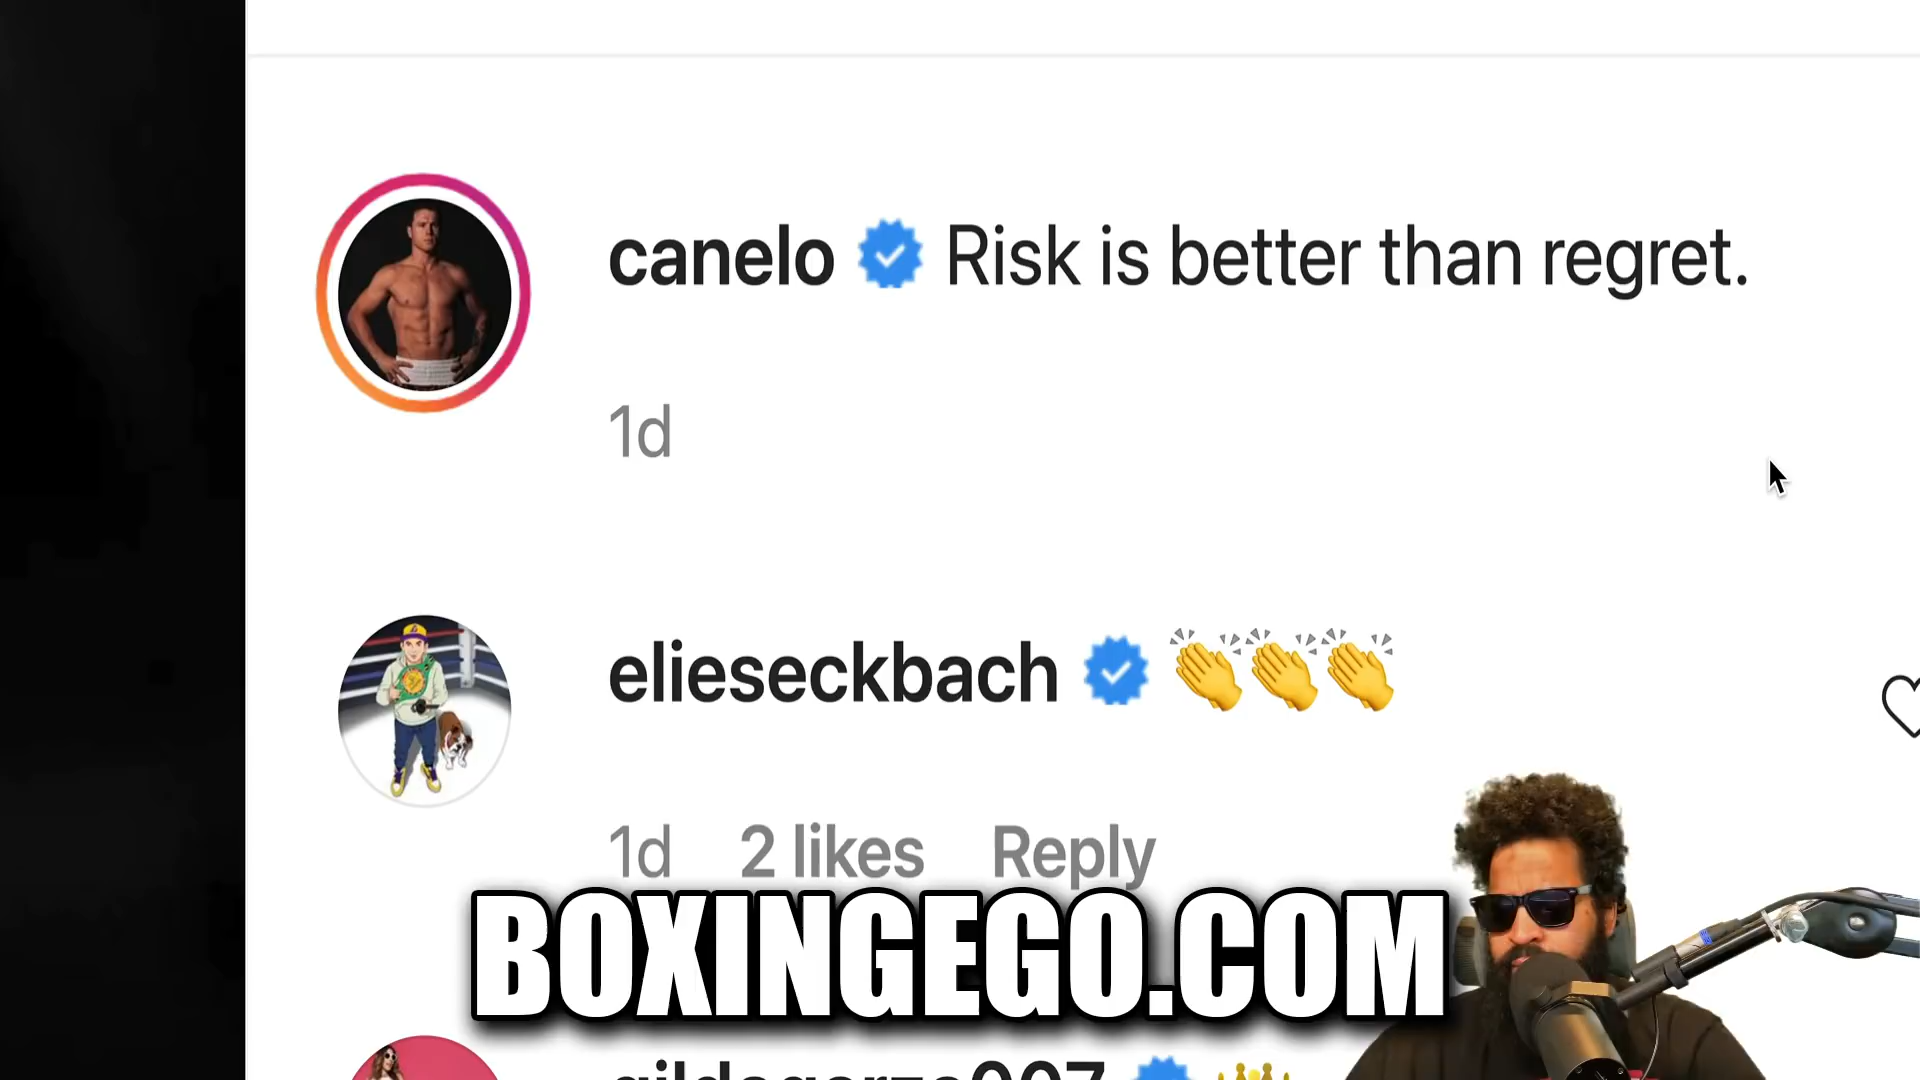 canelo Risk is better than regret.
1d
elieseckbach 👏👏👏
1d 2 likes Reply
BOXINGEGO.COM